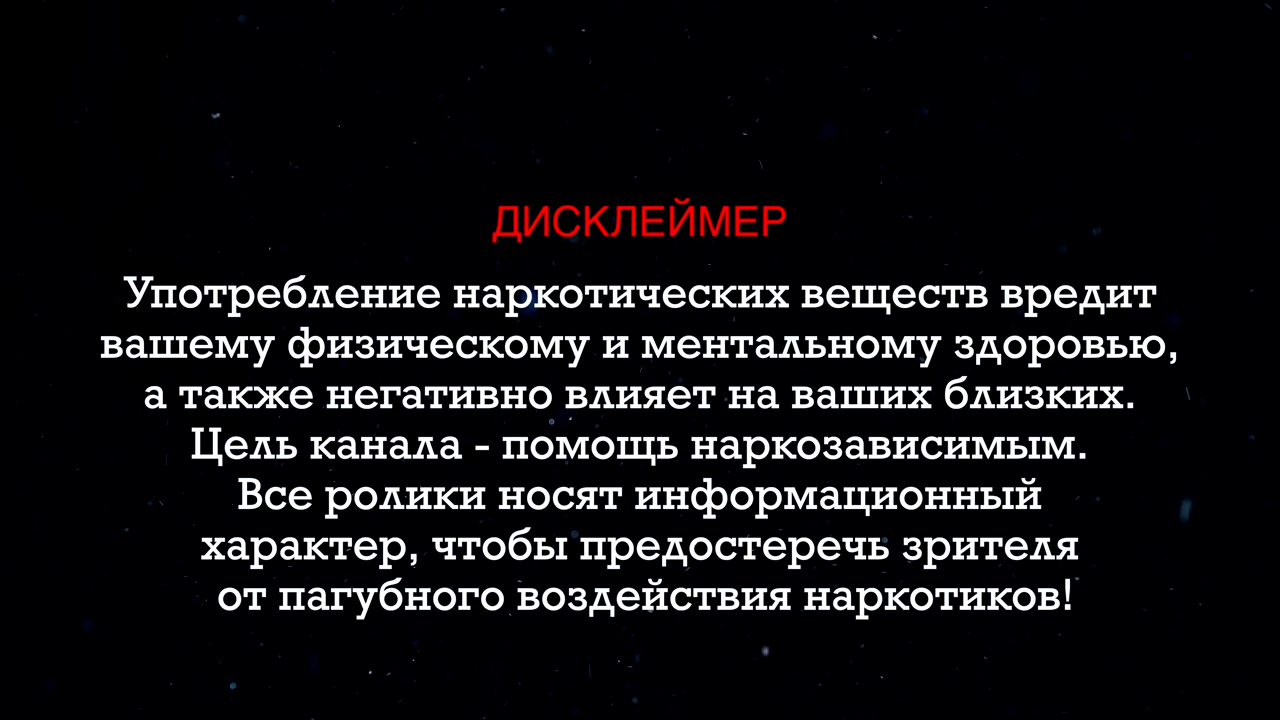 ДИСКЛЕЙМЕР
Употребление наркотических веществ вредит
вашему физическому и ментальному здоровью,
а также негативно влияет на ваших близких.
Цель канала - помощь наркозависимым.
Все ролики носят информационный
характер, чтобы предостеречь зрителя
от пагубного воздействия наркотиков!